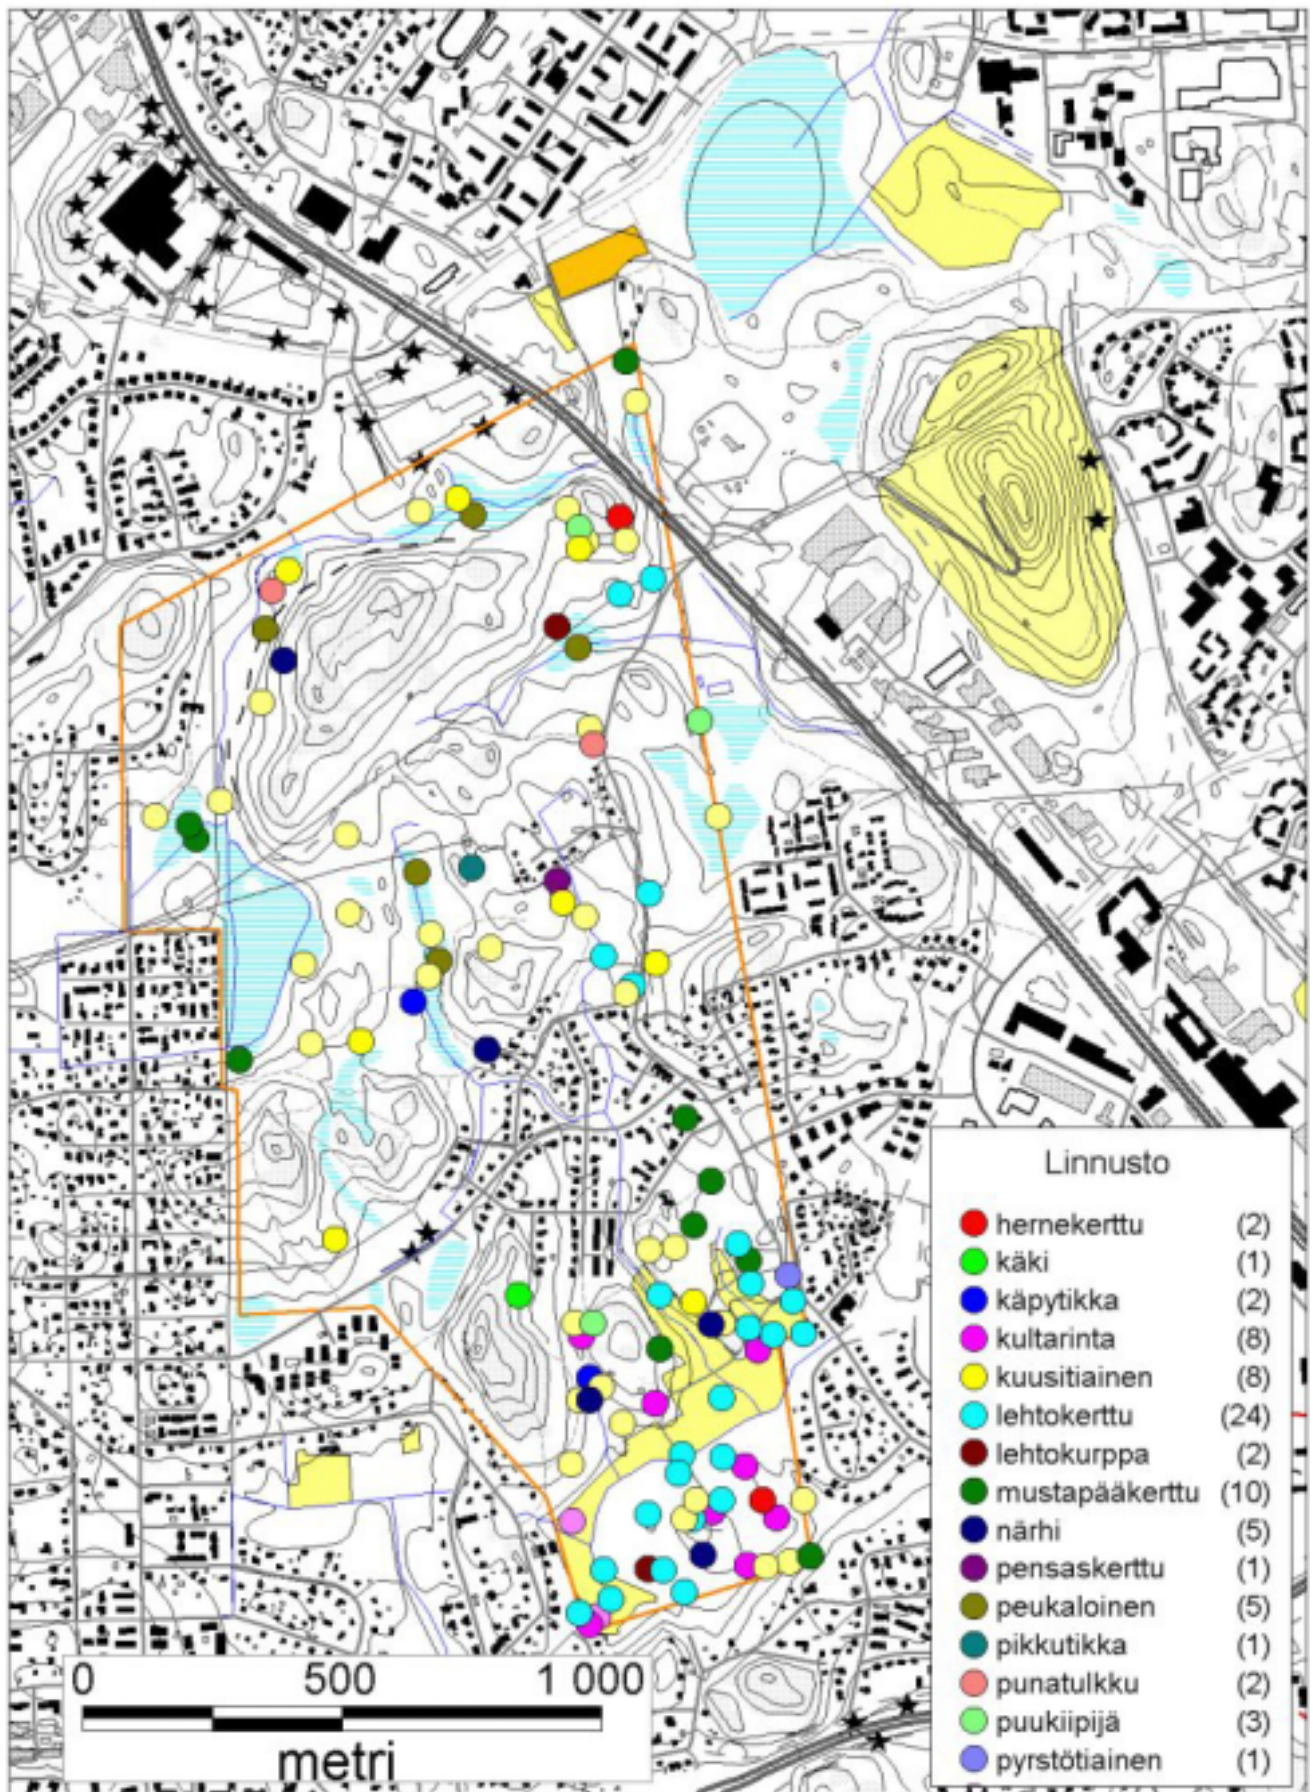 Linnusto
hernekerttu (2)
käki (1)
käpytikka (2)
kultarinta (8)
kuusitiainen (8)
lehtokerttu (24)
lehtokurppa (2)
mustapääkerttu (10)
närhi (5)
pensaskerttu (1)
peukaloinen (5)
pikkutikka (1)
punatulkku (2)
puukiipijä (3)
pyrstötiainen (1)
0 500 1 000
metri